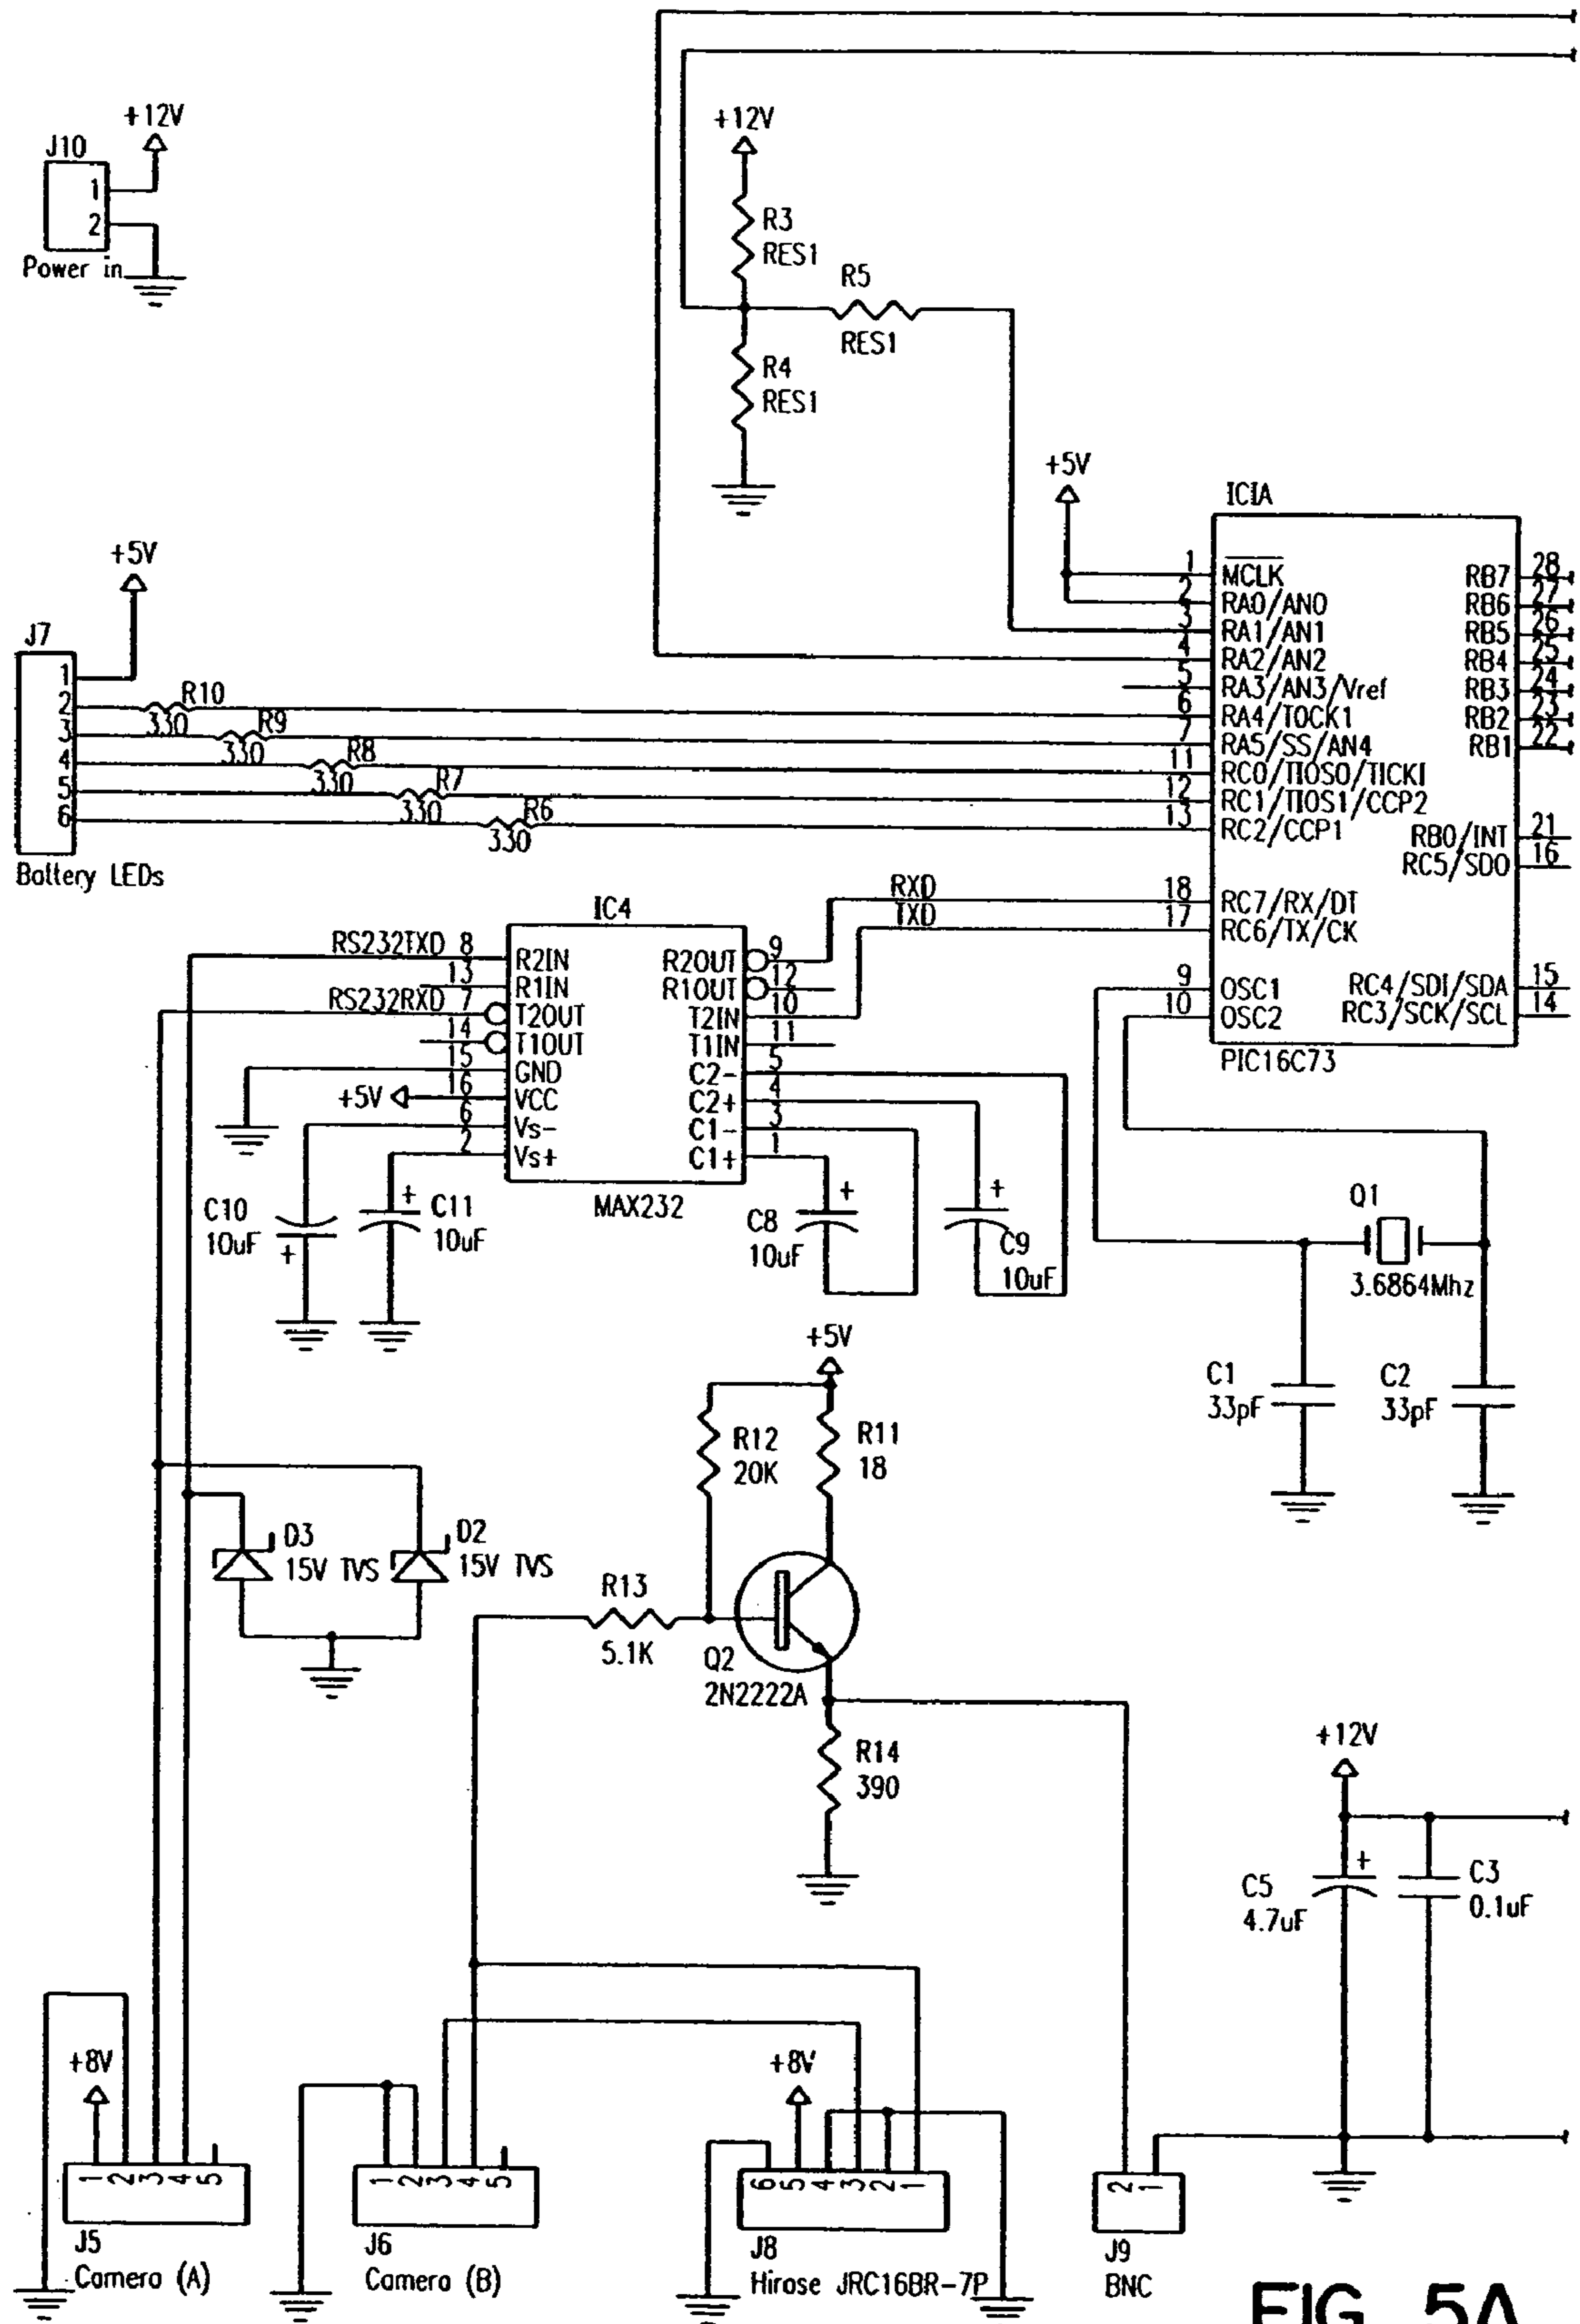 +12V
J10
1
2
Power in
+12V
R3
RES1
R5
RES1
R4
RES1
+5V
IC1A
1 MCLK
2 RA0/AN0
3 RA1/AN1
4 RA2/AN2
5 RA3/AN3/Vref
6 RA4/TOCK1
7 RA5/SS/AN4
11 RC0/TIOS0/TICKI
12 RC1/TIOS1/CCP2
13 RC2/CCP1
18 RC7/RX/DT
17 RC6/TX/CK
9 OSC1
10 OSC2
RB7 28
RB6 27
RB5 26
RB4 25
RB3 24
RB2 23
RB1 22
RB0/INT 21
RC5/SDO 16
RC4/SDI/SDA 15
RC3/SCK/SCL 14
PIC16C73
+5V
J7
1
2
3
4
5
6
R10
330
R9
330
R8
330
R7
330
R6
330
Battery LEDs
RXD
TXD
IC4
RS232TXD 8 R2IN
13 R1IN
RS232RXD 7 T2OUT
14 T1OUT
15 GND
+5V 16 VCC
6 Vs-
2 Vs+
R2OUT 9
R1OUT 12
T2IN 10
T1IN 11
C2- 5
C2+ 4
C1- 3
C1+ 1
MAX232
C10
10uF
+
+
C11
10uF
C8
10uF
+
+
C9
10uF
Q1
3.6864Mhz
C1
33pF
C2
33pF
+5V
R12
20K
R11
18
D3
15V TVS
D2
15V TVS
R13
5.1K
Q2
2N2222A
R14
390
+12V
C5
4.7uF
+
C3
0.1uF
+8V
1 2 3 4 5
J5
Camera (A)
1 2 3 4 5
J6
Camera (B)
+8V
6 5 4 3 2 1
J8
Hirose JRC16BR-7P
2 1
J9
BNC
FIG. 5A